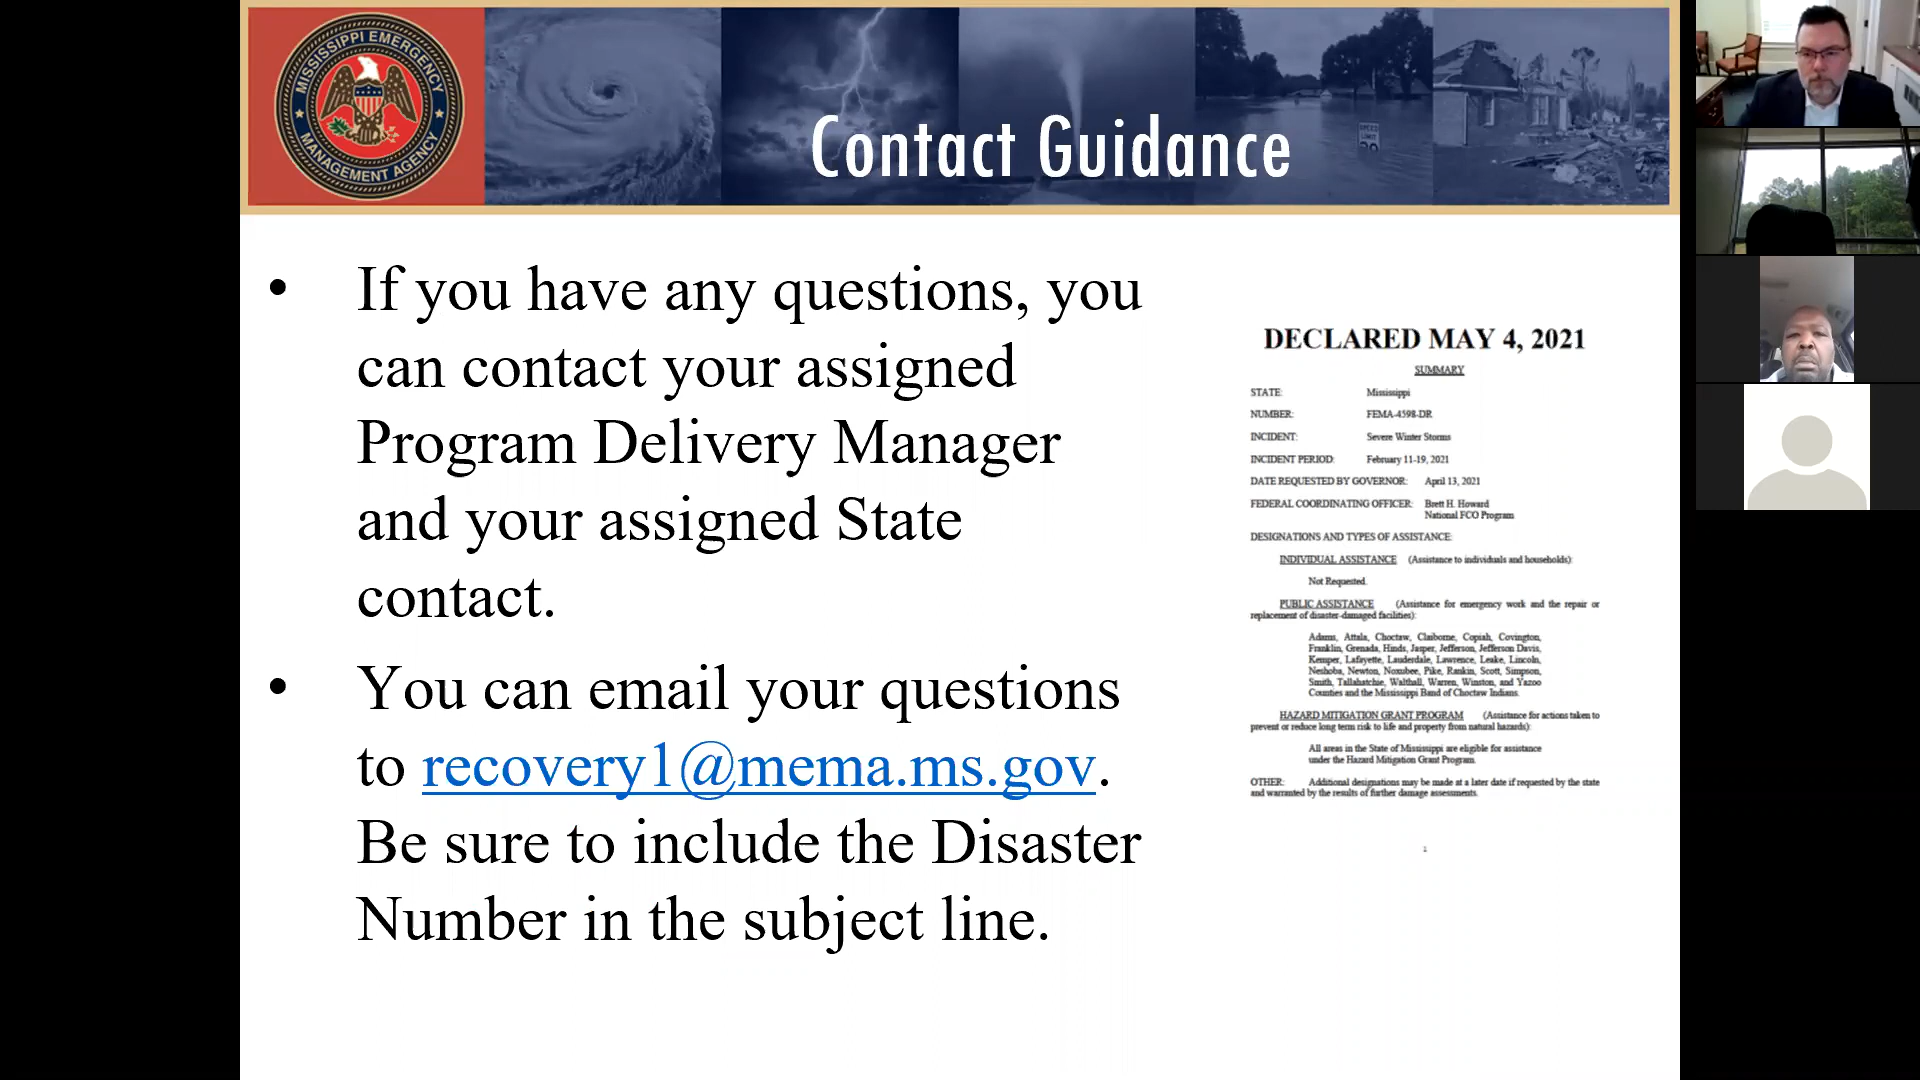 MISSISSIPPI EMERGENCY
MANAGEMENT AGENCY
SPEED
LIMIT
Contact Guidance
• If you have any questions, you
can contact your assigned
Program Delivery Manager
and your assigned State
contact.
• You can email your questions
to recovery1@mema.ms.gov.
Be sure to include the Disaster
Number in the subject line.
DECLARED MAY 4, 2021
SUMMARY
STATE: Mississippi
NUMBER: FEMA-4598-DR
INCIDENT: Severe Winter Storms
INCIDENT PERIOD: February 11-19, 2021
DATE REQUESTED BY GOVERNOR: April 13, 2021
FEDERAL COORDINATING OFFICER: Brett H. Howard
National FCO Program
DESIGNATIONS AND TYPES OF ASSISTANCE:
INDIVIDUAL ASSISTANCE (Assistance to individuals and households):
Not Requested.
PUBLIC ASSISTANCE (Assistance for emergency work and the repair or
replacement of disaster-damaged facilities):
Adams, Attala, Choctaw, Claiborne, Copiah, Covington,
Franklin, Grenada, Hinds, Jasper, Jefferson, Jefferson Davis,
Kemper, Lafayette, Lauderdale, Lawrence, Leake, Lincoln,
Neshoba, Newton, Noxubee, Pike, Rankin, Scott, Simpson,
Smith, Tallahatchie, Walthall, Warren, Winston, and Yazoo
Counties and the Mississippi Band of Choctaw Indians.
HAZARD MITIGATION GRANT PROGRAM (Assistance for actions taken to
prevent or reduce long term risk to life and property from natural hazards):
All areas in the State of Mississippi are eligible for assistance
under the Hazard Mitigation Grant Program.
OTHER: Additional designations may be made at a later date if requested by the state
and warranted by the results of further damage assessments.